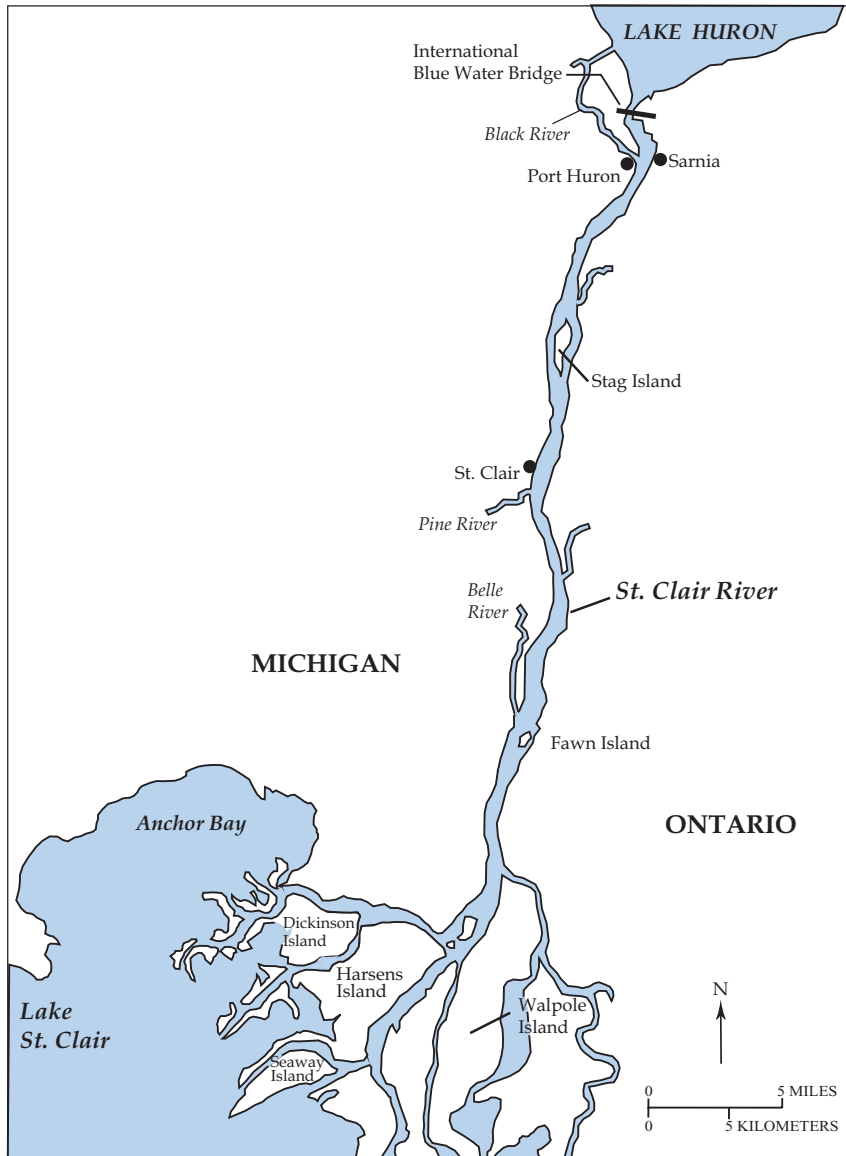 LAKE HURON
International
Blue Water Bridge
Black River
Port Huron
Sarnia
Stag Island
St. Clair
Pine River
St. Clair River
Belle
River
MICHIGAN
Fawn Island
Anchor Bay
ONTARIO
Dickinson
Island
Harsens
Island
Walpole
Island
Lake
St. Clair
Seaway
Island
N
0 5 MILES
0 5 KILOMETERS